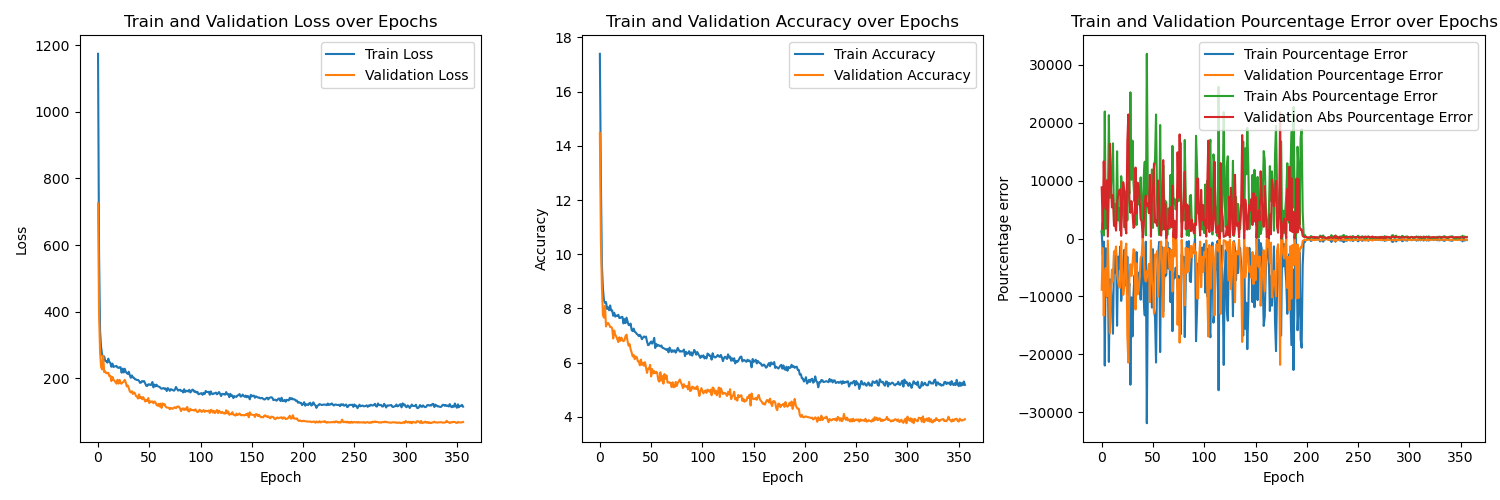 Train and Validation Loss over Epochs
1200
1000
800
600
400
200
Loss
0 50 100 150 200 250 300 350
Epoch
Train Loss
Validation Loss
Train and Validation Accuracy over Epochs
18
16
14
12
10
8
6
4
Accuracy
0 50 100 150 200 250 300 350
Epoch
Train Accuracy
Validation Accuracy
Train and Validation Pourcentage Error over Epochs
30000
20000
10000
0
−10000
−20000
−30000
Pourcentage error
0 50 100 150 200 250 300 350
Epoch
Train Pourcentage Error
Validation Pourcentage Error
Train Abs Pourcentage Error
Validation Abs Pourcentage Error